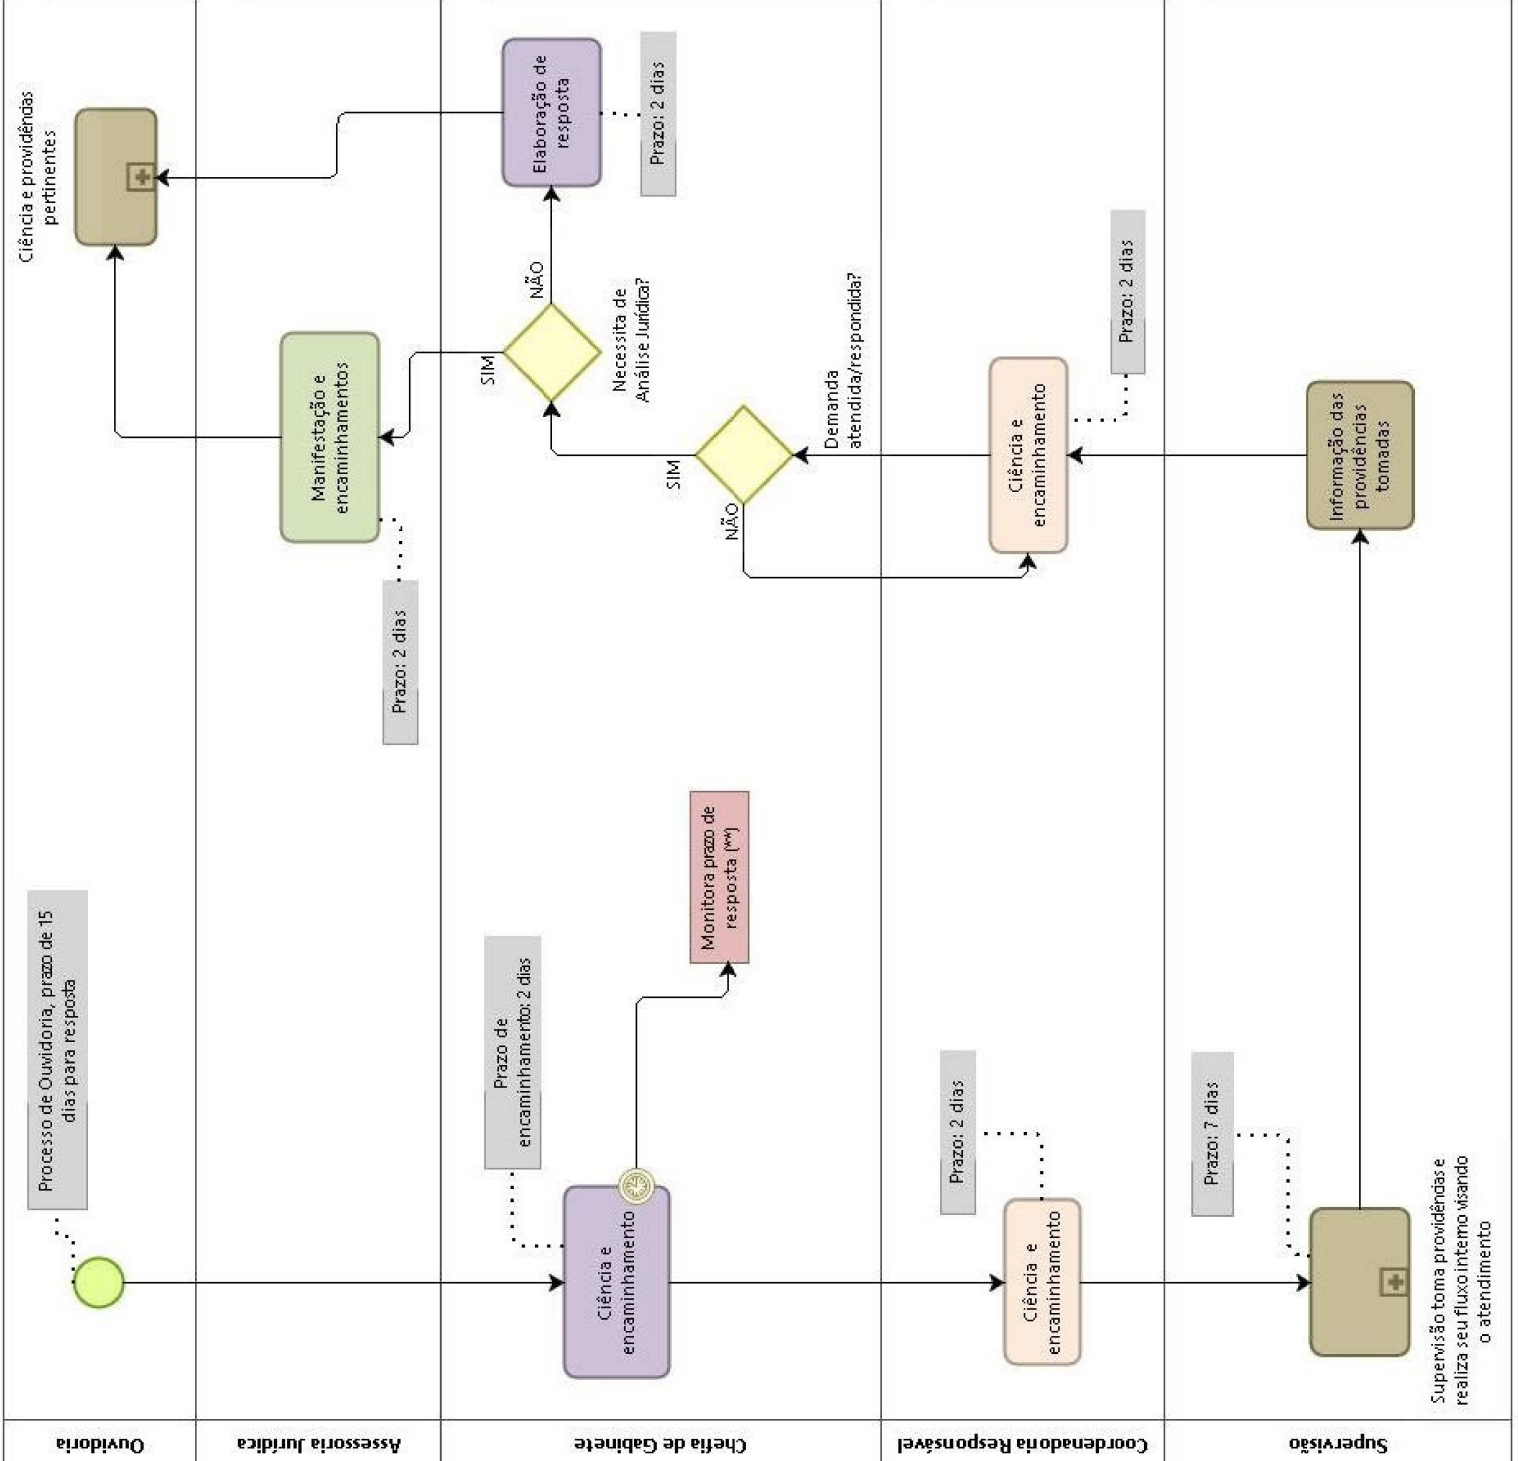 Ouvidoria
Processo de Ouvidoria, prazo de 15
dias para resposta
Ciência e providências
pertinentes
Assessoria Jurídica
Prazo: 2 dias
Manifestação e
encaminhamentos
Chefia de Gabinete
Ciência e
encaminhamento
Prazo de
encaminhamento: 2 dias
Monitora prazo de
resposta (**)
NÃO
SIM
Demanda
atendida/respondida?
SIM
NÃO
Necessita de
Análise Jurídica?
Elaboração de
resposta
Prazo: 2 dias
Coordenadoria Responsável
Ciência e
encaminhamento
Prazo: 2 dias
Ciência e
encaminhamento
Prazo: 2 dias
Supervisão
Supervisão toma providências e
realiza seu fluxo interno visando
o atendimento
Prazo: 7 dias
Informação das
providências
tomadas